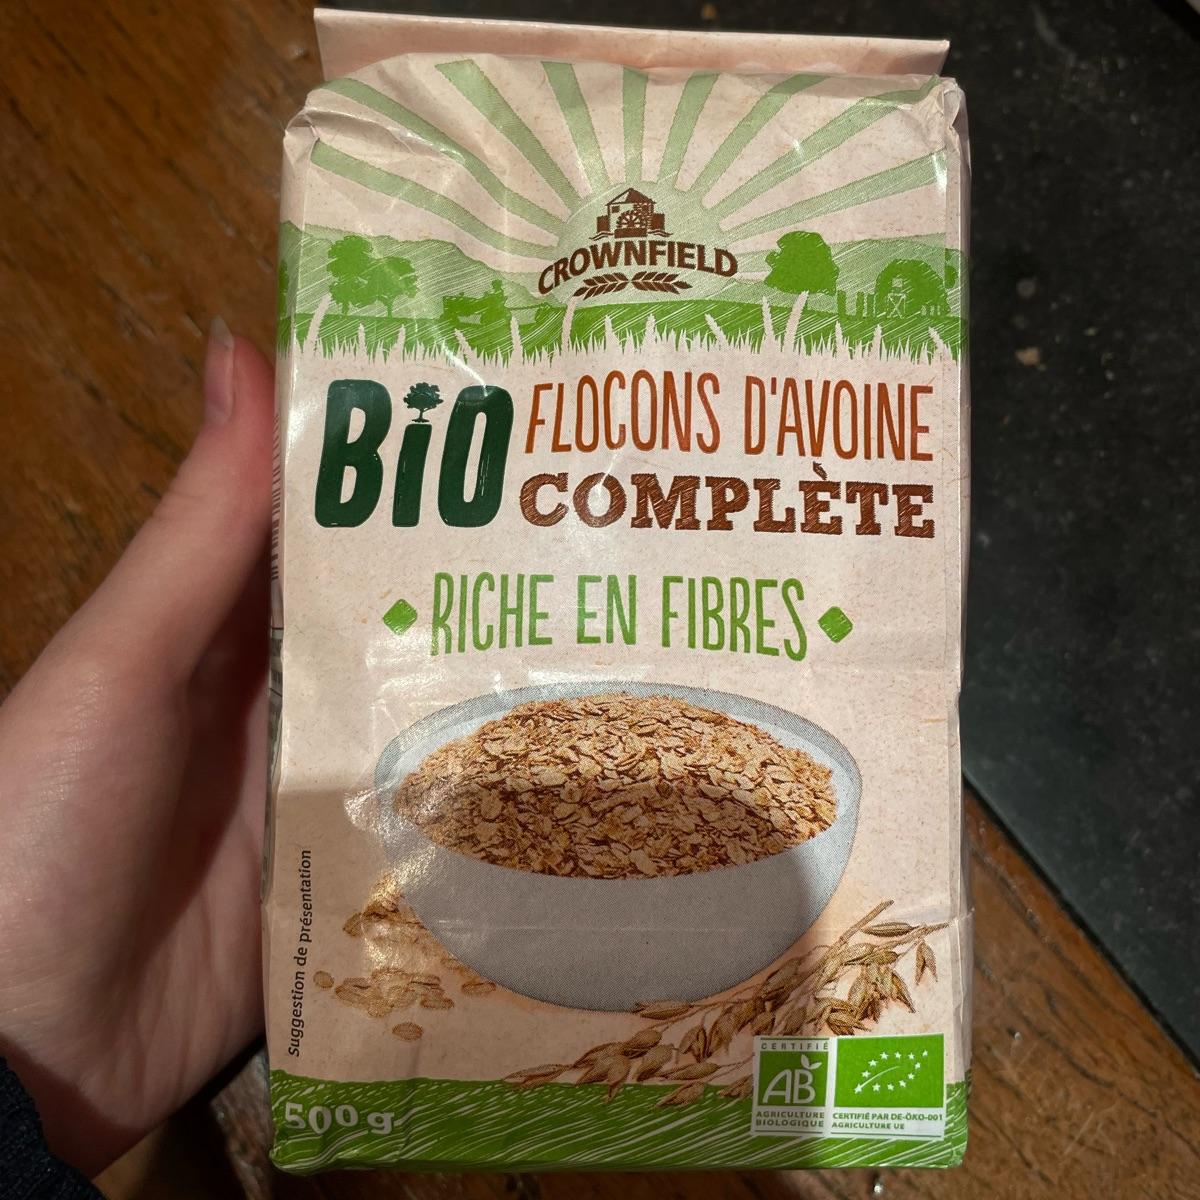 CROWNFIELD
BIO FLOCONS D'AVOINE
COMPLÈTE
RICHE EN FIBRES
Suggestion de présentation
500 g
CERTIFIÉ
AB
AGRICULTURE
BIOLOGIQUE
CERTIFIÉ PAR DE-ÖKO-001
AGRICULTURE UE